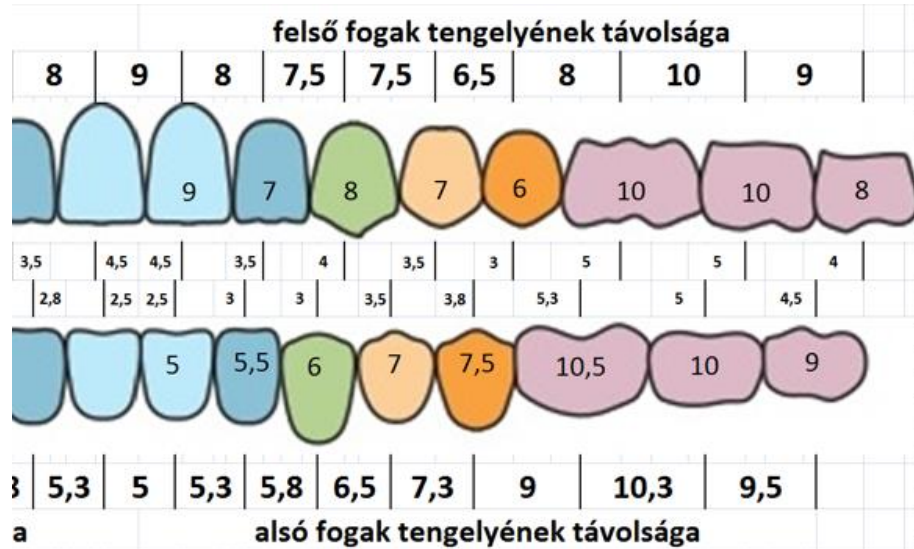 felső fogak tengelyének távolsága
8 9 8 7,5 7,5 6,5 8 10 9
9 7 8 7 6 10 10 8
3,5 4,5 4,5 3,5 4 3,5 3 5 5 4
2,8 2,5 2,5 3 3 3,5 3,8 5,3 5 4,5
5 5,5 6 7 7,5 10,5 10 9
5,3 5 5,3 5,8 6,5 7,3 9 10,3 9,5
a alsó fogak tengelyének távolsága